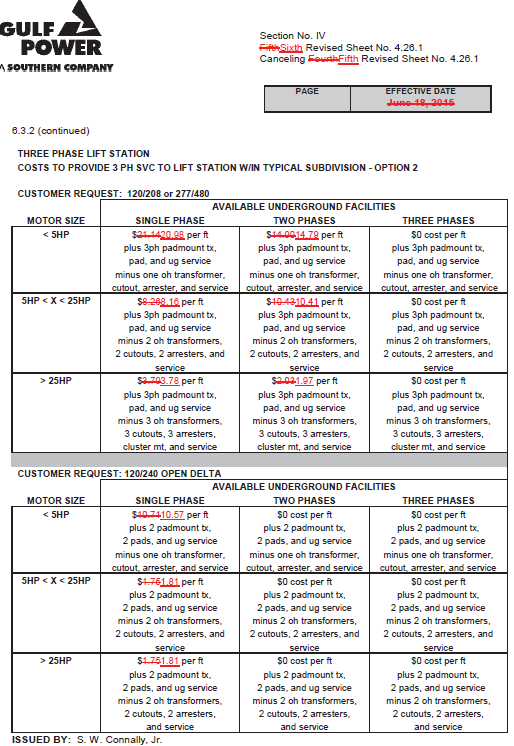 GULF
POWER
A SOUTHERN COMPANY
Section No. IV
FifthSixth Revised Sheet No. 4.26.1
Canceling FourthFifth Revised Sheet No. 4.26.1
PAGE EFFECTIVE DATE
June 18, 2015
6.3.2 (continued)
THREE PHASE LIFT STATION
COSTS TO PROVIDE 3 PH SVC TO LIFT STATION W/IN TYPICAL SUBDIVISION - OPTION 2
CUSTOMER REQUEST: 120/208 or 277/480
AVAILABLE UNDERGROUND FACILITIES
MOTOR SIZE SINGLE PHASE TWO PHASES THREE PHASES
< 5HP $21.1420.98 per ft $14.79 per ft $0 cost per ft
plus 3ph padmount tx, plus 3ph padmount tx, plus 3ph padmount tx,
pad, and ug service pad, and ug service pad, and ug service
minus one oh transformer, minus one oh transformer, minus one oh transformer,
cutout, arrester, and service cutout, arrester, and service cutout, arrester, and service
5HP < X < 25HP $8.268.16 per ft $10.4310.41 per ft $0 cost per ft
plus 3ph padmount tx, plus 3ph padmount tx, plus 3ph padmount tx,
pad, and ug service pad, and ug service pad, and ug service
minus 2 oh transformers, minus 2 oh transformers, minus 2 oh transformers,
2 cutouts, 2 arresters, and 2 cutouts, 2 arresters, and 2 cutouts, 2 arresters, and
service service service
> 25HP $3.793.78 per ft $2.031.97 per ft $0 cost per ft
plus 3ph padmount tx, plus 3ph padmount tx, plus 3ph padmount tx,
pad, and ug service pad, and ug service pad, and ug service
minus 3 oh transformers, minus 3 oh transformers, minus 3 oh transformers,
3 cutouts, 3 arresters, 3 cutouts, 3 arresters, 3 cutouts, 3 arresters,
cluster mt, and service cluster mt, and service cluster mt, and service
CUSTOMER REQUEST: 120/240 OPEN DELTA
AVAILABLE UNDERGROUND FACILITIES
MOTOR SIZE SINGLE PHASE TWO PHASES THREE PHASES
< 5HP $10.7110.57 per ft $0 cost per ft $0 cost per ft
plus 2 padmount tx, plus 2 padmount tx, plus 2 padmount tx,
2 pads, and ug service 2 pads, and ug service 2 pads, and ug service
minus one oh transformer, minus one oh transformer, minus one oh transformer,
cutout, arrester, and service cutout, arrester, and service cutout, arrester, and service
5HP < X < 25HP $1.751.81 per ft $0 cost per ft $0 cost per ft
plus 2 padmount tx, plus 2 padmount tx, plus 2 padmount tx,
2 pads, and ug service 2 pads, and ug service 2 pads, and ug service
minus 2 oh transformers, minus 2 oh transformers, minus 2 oh transformers,
2 cutouts, 2 arresters, and 2 cutouts, 2 arresters, and 2 cutouts, 2 arresters, and
service service service
> 25HP $1.751.81 per ft $0 cost per ft $0 cost per ft
plus 2 padmount tx, plus 2 padmount tx, plus 2 padmount tx,
2 pads, and ug service 2 pads, and ug service 2 pads, and ug service
minus 2 oh transformers, minus 2 oh transformers, minus 2 oh transformers,
2 cutouts, 2 arresters, 2 cutouts, 2 arresters, 2 cutouts, 2 arresters,
and service and service and service
ISSUED BY: S. W. Connally, Jr.